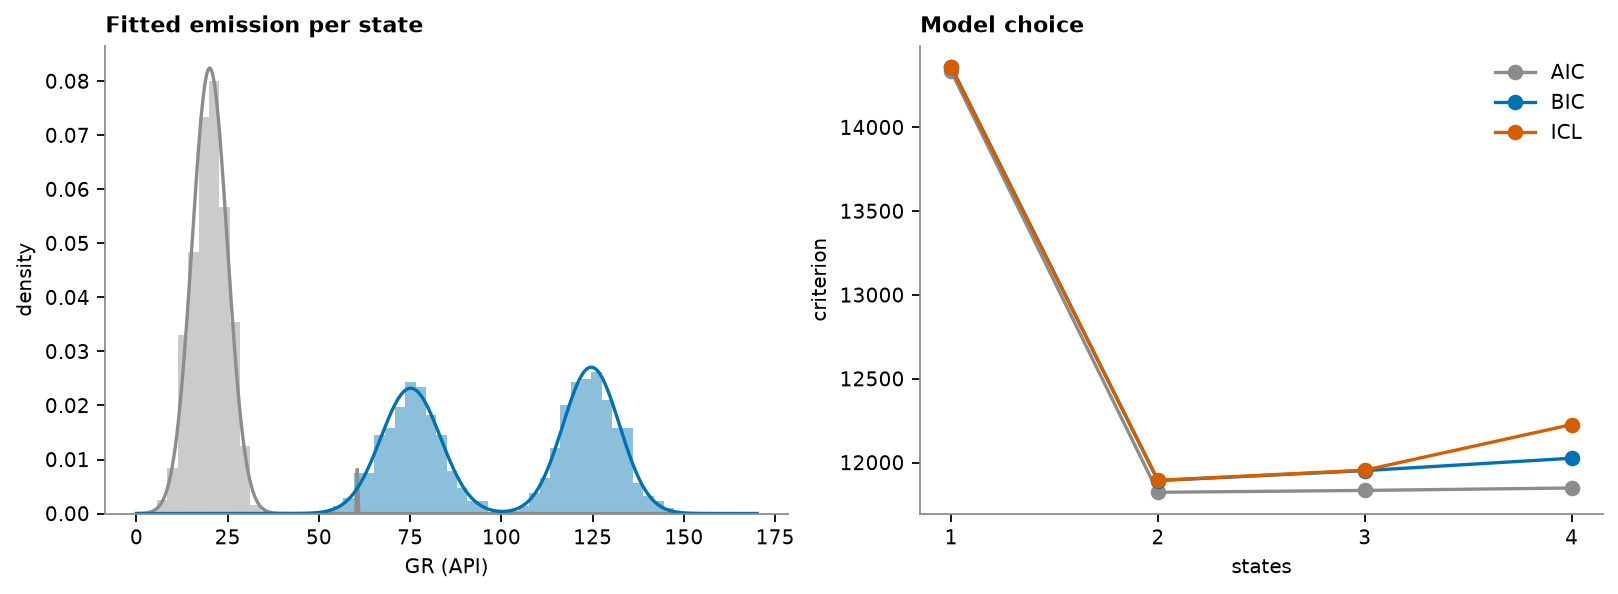 Fitted emission per state
0.08
0.07
0.06
0.05
0.04
0.03
0.02
0.01
0.00
density
0
25
50
75
100
125
150
175
GR (API)
Model choice
14000
13500
13000
12500
12000
criterion
1
2
3
4
states
AIC
BIC
ICL